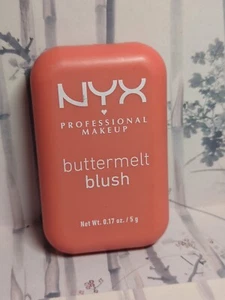 NYX
PROFESSIONAL
MAKEUP
buttermelt
blush
Net Wt. 0.17 oz. / 5 g